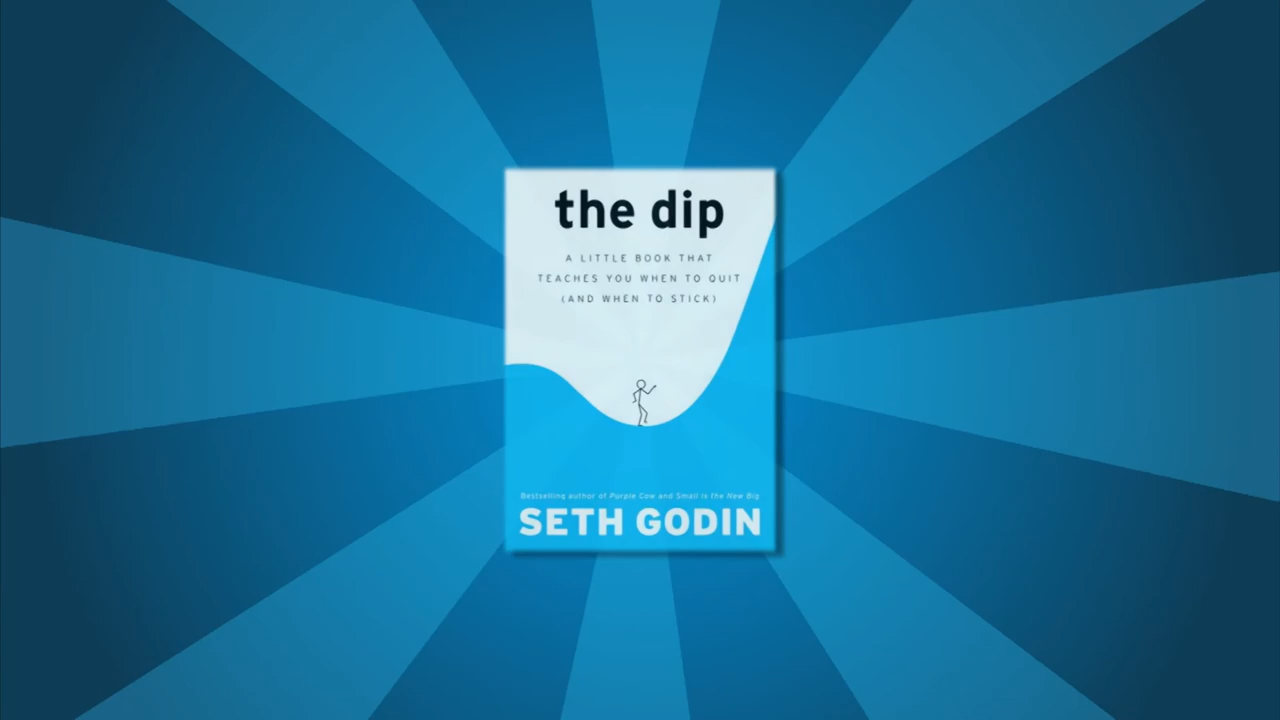 the dip
A LITTLE BOOK THAT
TEACHES YOU WHEN TO QUIT
(AND WHEN TO STICK)
Bestselling author of Purple Cow and Small is the New Big
SETH GODIN